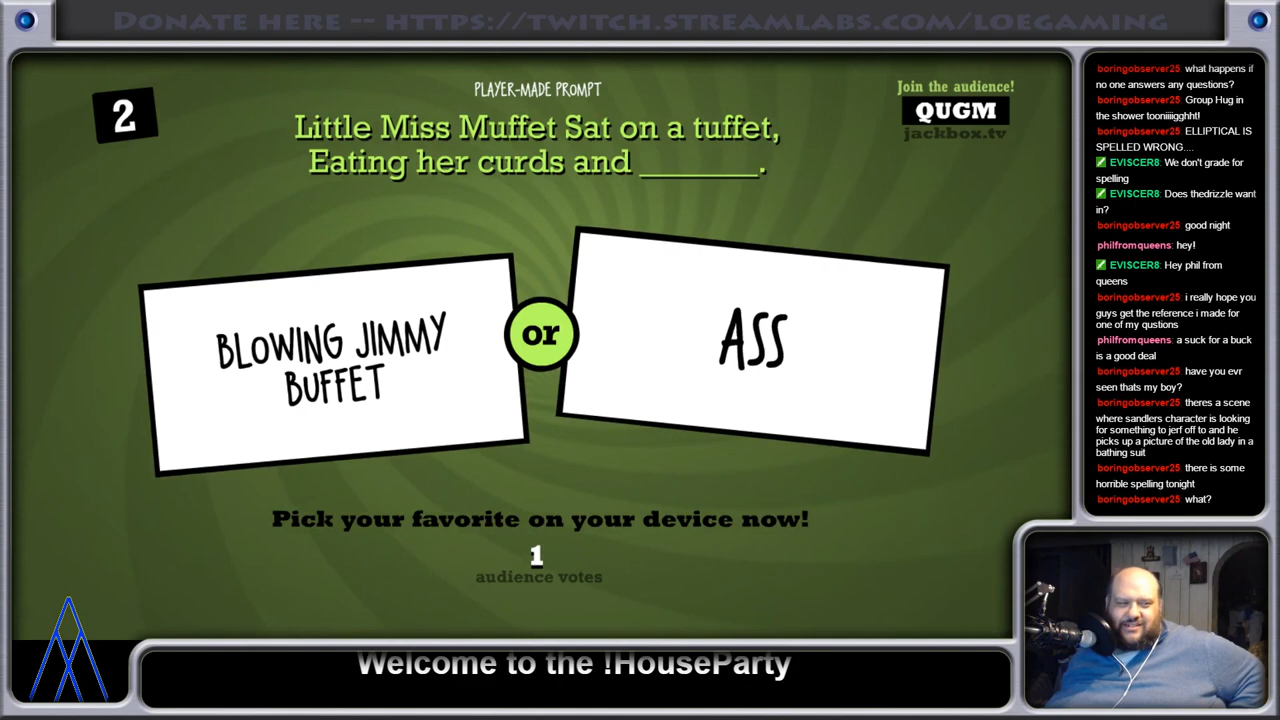 Donate here -- https://twitch.streamlabs.com/loegaming
2
PLAYER-MADE PROMPT
Little Miss Muffet Sat on a tuffet,
Eating her curds and ________.
Join the audience!
QUGM
jackbox.tv
BLOWING JIMMY
BUFFET
or
ASS
Pick your favorite on your device now!
1
audience votes
boringobserver25: what happens if
no one answers any questions?
boringobserver25: Group Hug in
the shower tooniiiigghht!
boringobserver25: ELLIPTICAL IS
SPELLED WRONG....
EVISCER8: We don't grade for
spelling
EVISCER8: Does thedrizzle want
in?
boringobserver25: good night
philfromqueens: hey!
EVISCER8: Hey phil from
queens
boringobserver25: i really hope you
guys get the reference i made for
one of my qustions
philfromqueens: a suck for a buck
is a good deal
boringobserver25: have you evr
seen thats my boy?
boringobserver25: theres a scene
where sandlers character is looking
for something to jerf off to and he
picks up a picture of the old lady in a
bathing suit
boringobserver25: there is some
horrible spelling tonight
boringobserver25: what?
Welcome to the !HouseParty